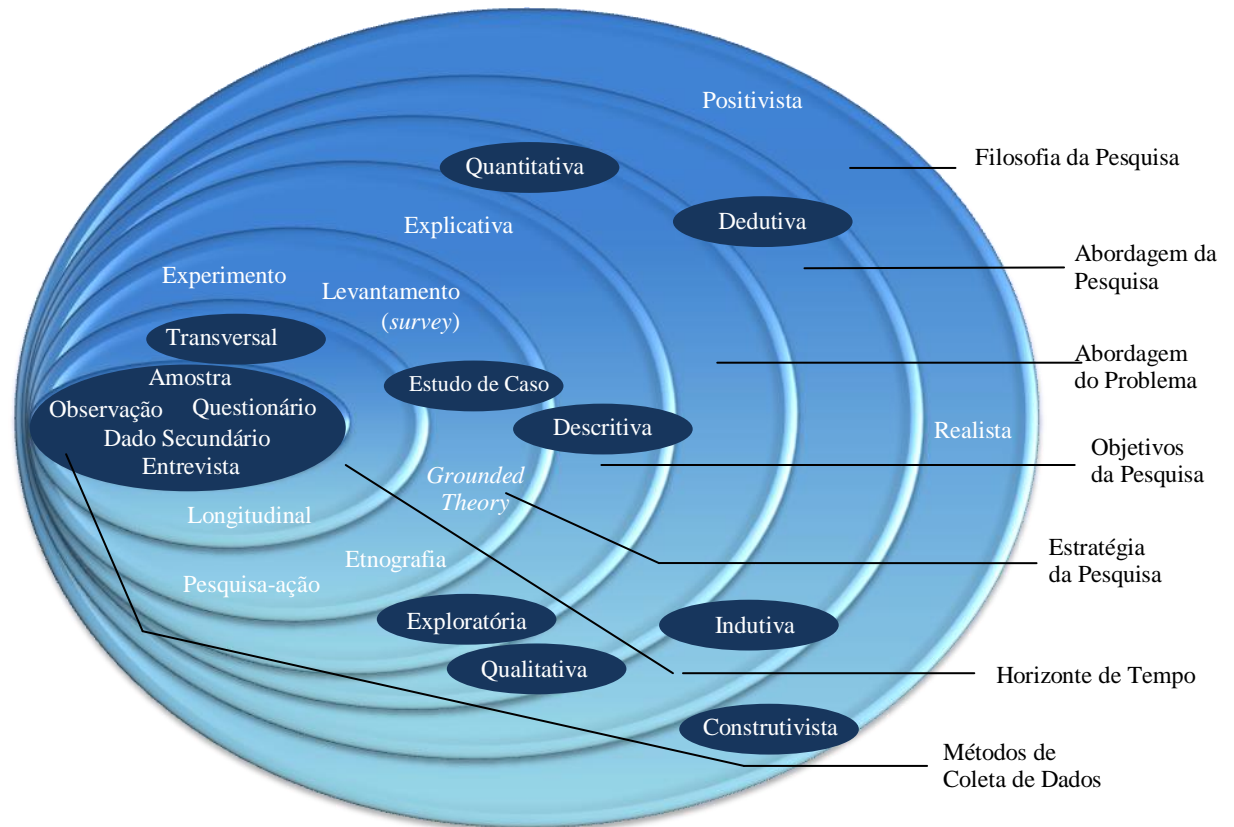 Positivista
Filosofia da Pesquisa
Quantitativa
Dedutiva
Explicativa
Abordagem da
Pesquisa
Experimento
Levantamento
(survey)
Transversal
Abordagem
do Problema
Amostra
Estudo de Caso
Observação
Questionário
Descritiva
Realista
Dado Secundário
Entrevista
Objetivos
da Pesquisa
Grounded
Theory
Longitudinal
Estratégia
da Pesquisa
Etnografia
Pesquisa-ação
Exploratória
Indutiva
Qualitativa
Horizonte de Tempo
Construtivista
Métodos de
Coleta de Dados